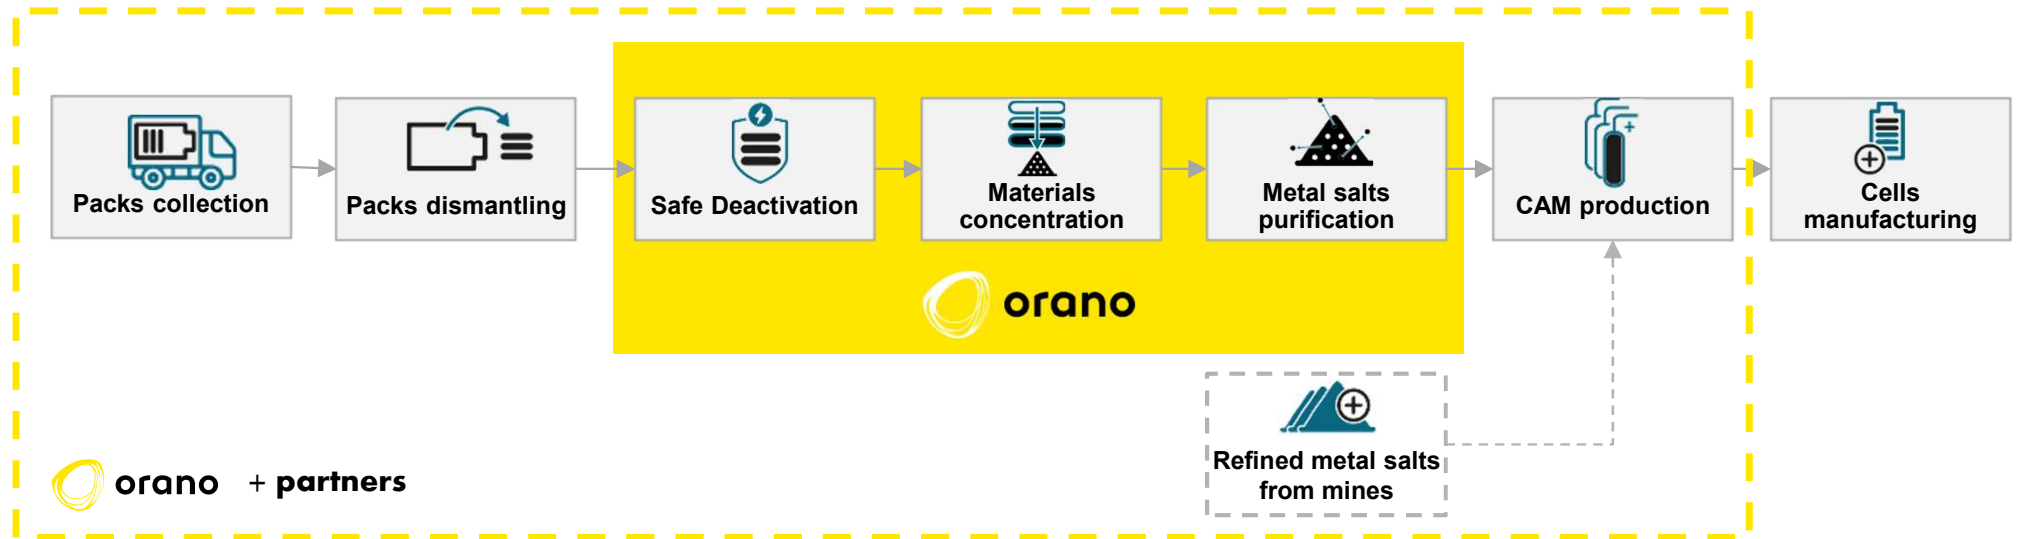 Packs collection
Packs dismantling
Safe Deactivation
Materials
concentration
Metal salts
purification
CAM production
Cells
manufacturing
orano
Refined metal salts
from mines
orano + partners